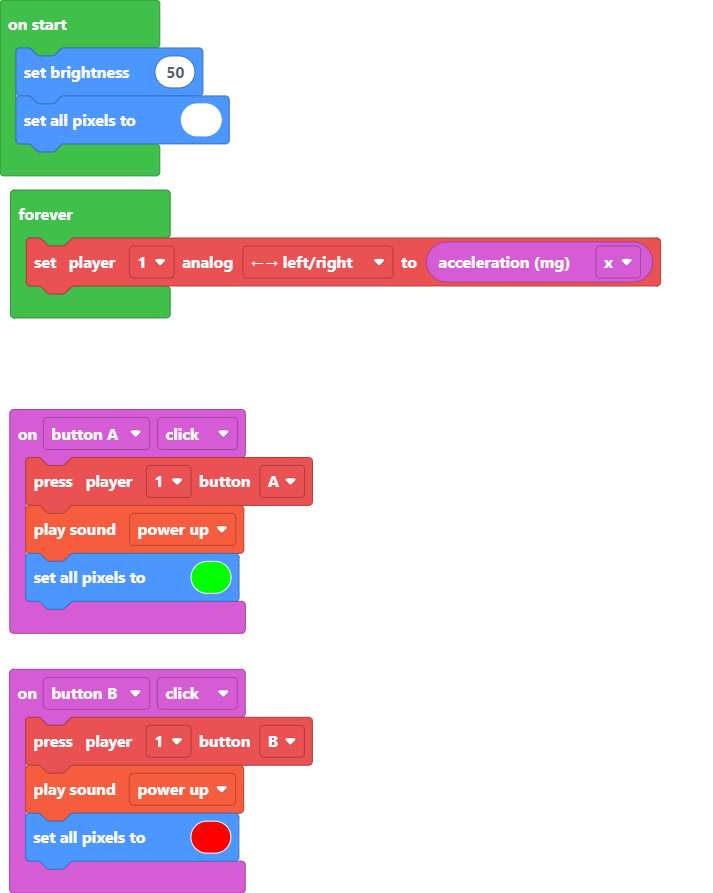 on start
set brightness 50
set all pixels to
forever
set player 1 analog ←→ left/right to acceleration (mg) x
on button A click
press player 1 button A
play sound power up
set all pixels to
on button B click
press player 1 button B
play sound power up
set all pixels to